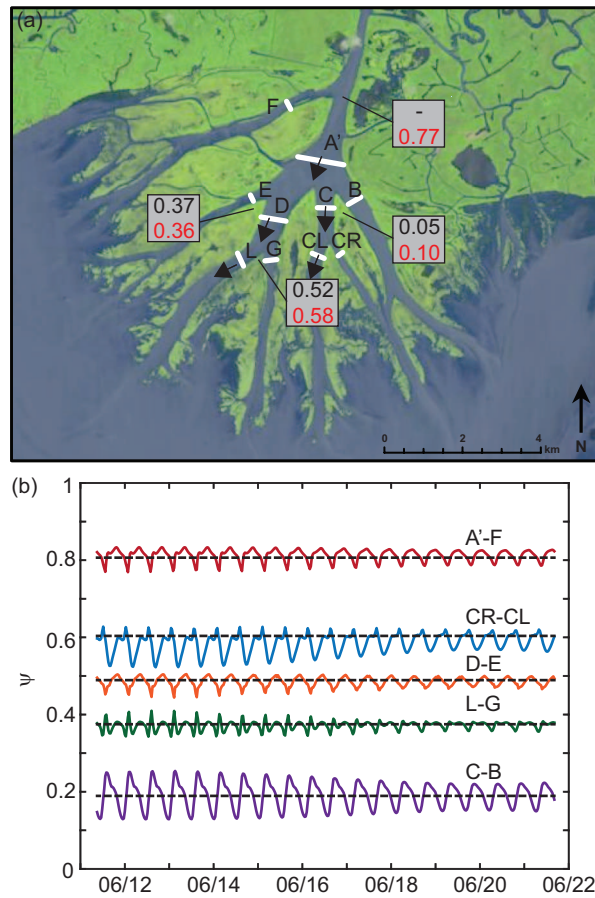 (a)
F
-
0.77
A'
E
D
C
B
0.37
0.36
0.05
0.10
L
G
CL
CR
0.52
0.58
0 2 4
km
N
(b)
1
0.8
0.6
0.4
0.2
0
ψ
A'-F
CR-CL
D-E
L-G
C-B
06/12 06/14 06/16 06/18 06/20 06/22